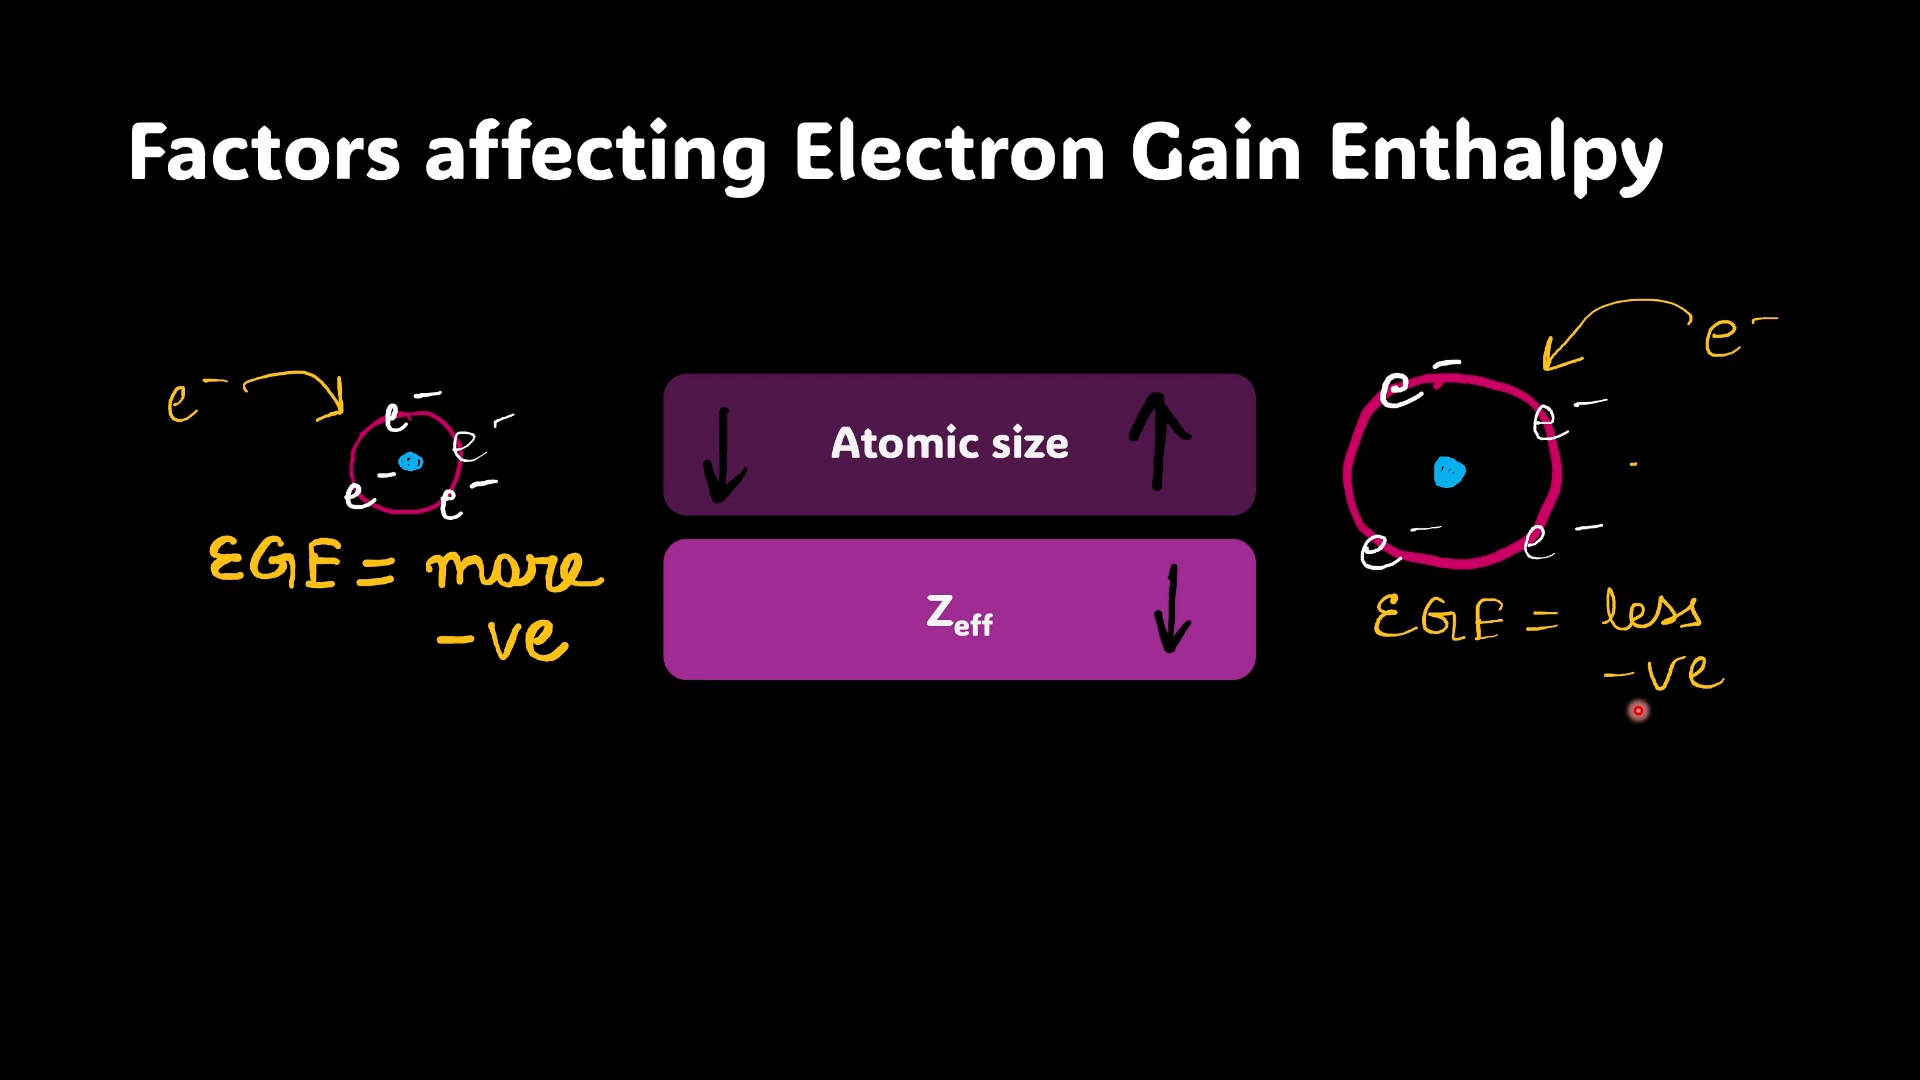 Factors affecting Electron Gain Enthalpy
e⁻
e⁻
e⁻
e⁻
e⁻
EGE = more
-ve
Atomic size
Zeff
e⁻
e⁻
e⁻
e⁻
e⁻
EGE = less
-ve